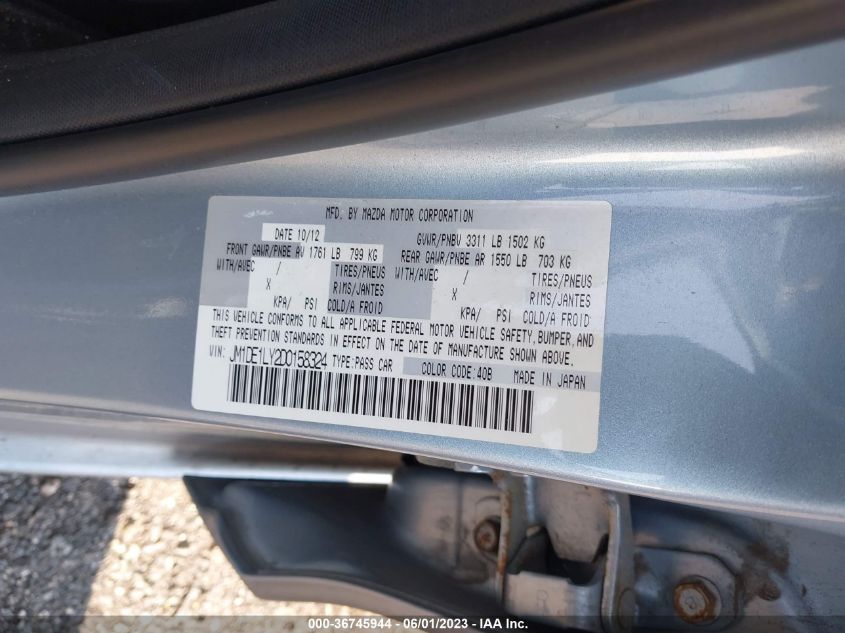 MFD. BY MAZDA MOTOR CORPORATION
DATE 10/12 GVWR/PNBV 3311 LB 1502 KG
FRONT GAWR/PNBE AV 1761 LB 799 KG REAR GAWR/PNBE AR 1550 LB 703 KG
WITH/AVEC / TIRES/PNEUS WITH/AVEC / TIRES/PNEUS
X RIMS/JANTES X RIMS/JANTES
KPA/ PSI COLD/A FROID KPA/ PSI COLD/A FROID
THIS VEHICLE CONFORMS TO ALL APPLICABLE FEDERAL MOTOR VEHICLE SAFETY, BUMPER, AND
THEFT PREVENTION STANDARDS IN EFFECT ON THE DATE OF MANUFACTURE SHOWN ABOVE.
VIN: JM1DE1LY2D0158324 TYPE:PASS CAR COLOR CODE:40B MADE IN JAPAN
000-36745944 - 06/01/2023 - IAA Inc.